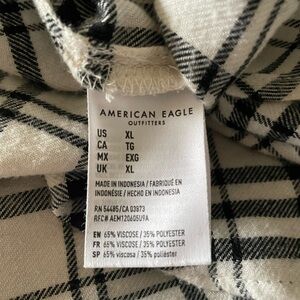 AMERICAN EAGLE
OUTFITTERS
US XL
CA TG
MX EXG
UK XL
MADE IN INDONESIA / FABRIQUÉ EN
INDONÉSIE / HECHO EN INDONESIA
RN 54485/CA 03973
RFC# AEM120605U9A
EN 65% VISCOSE / 35% POLYESTER
FR 65% VISCOSE / 35% POLYESTER
SP 65% viscosa / 35% poliéster